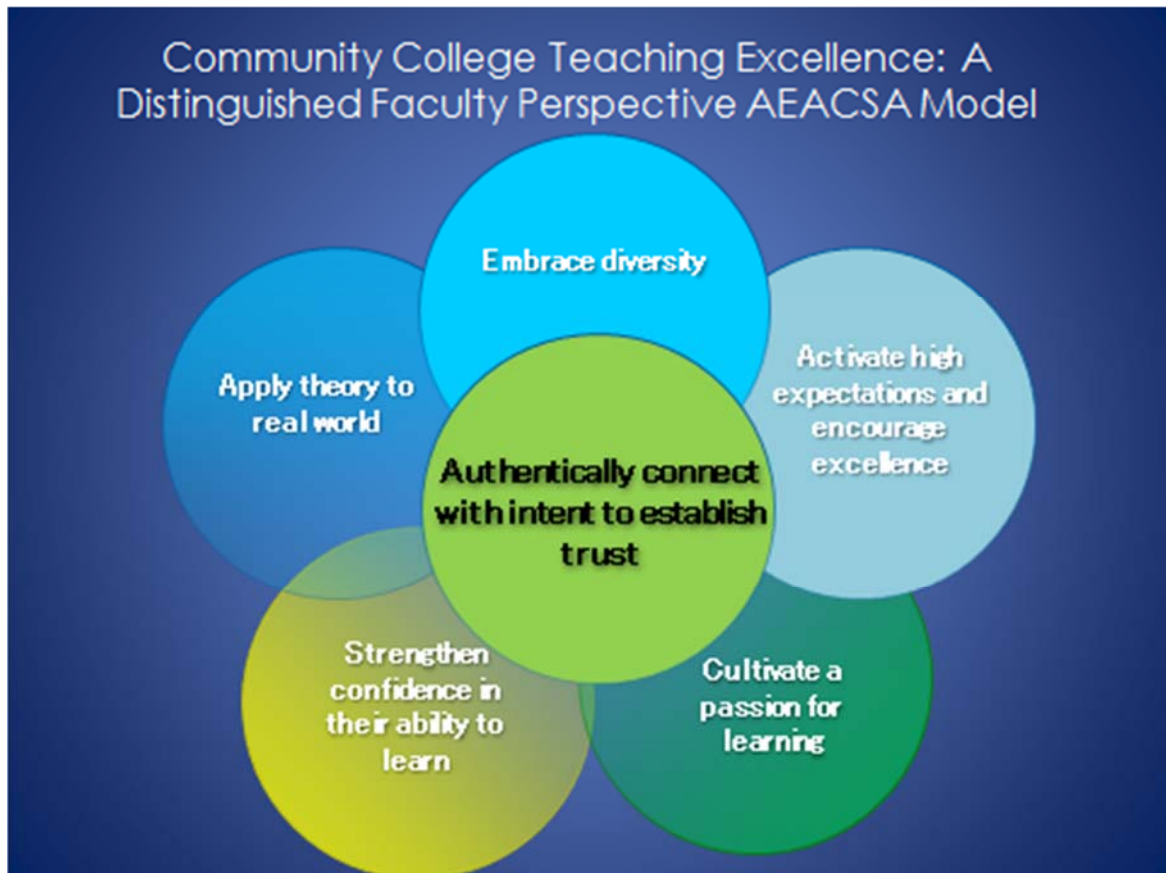 Community College Teaching Excellence: A
Distinguished Faculty Perspective AEACSA Model
Embrace diversity
Apply theory to
real world
Activate high
expectations and
encourage
excellence
Authentically connect
with intent to establish
trust
Strengthen
confidence in
their ability to
learn
Cultivate a
passion for
learning